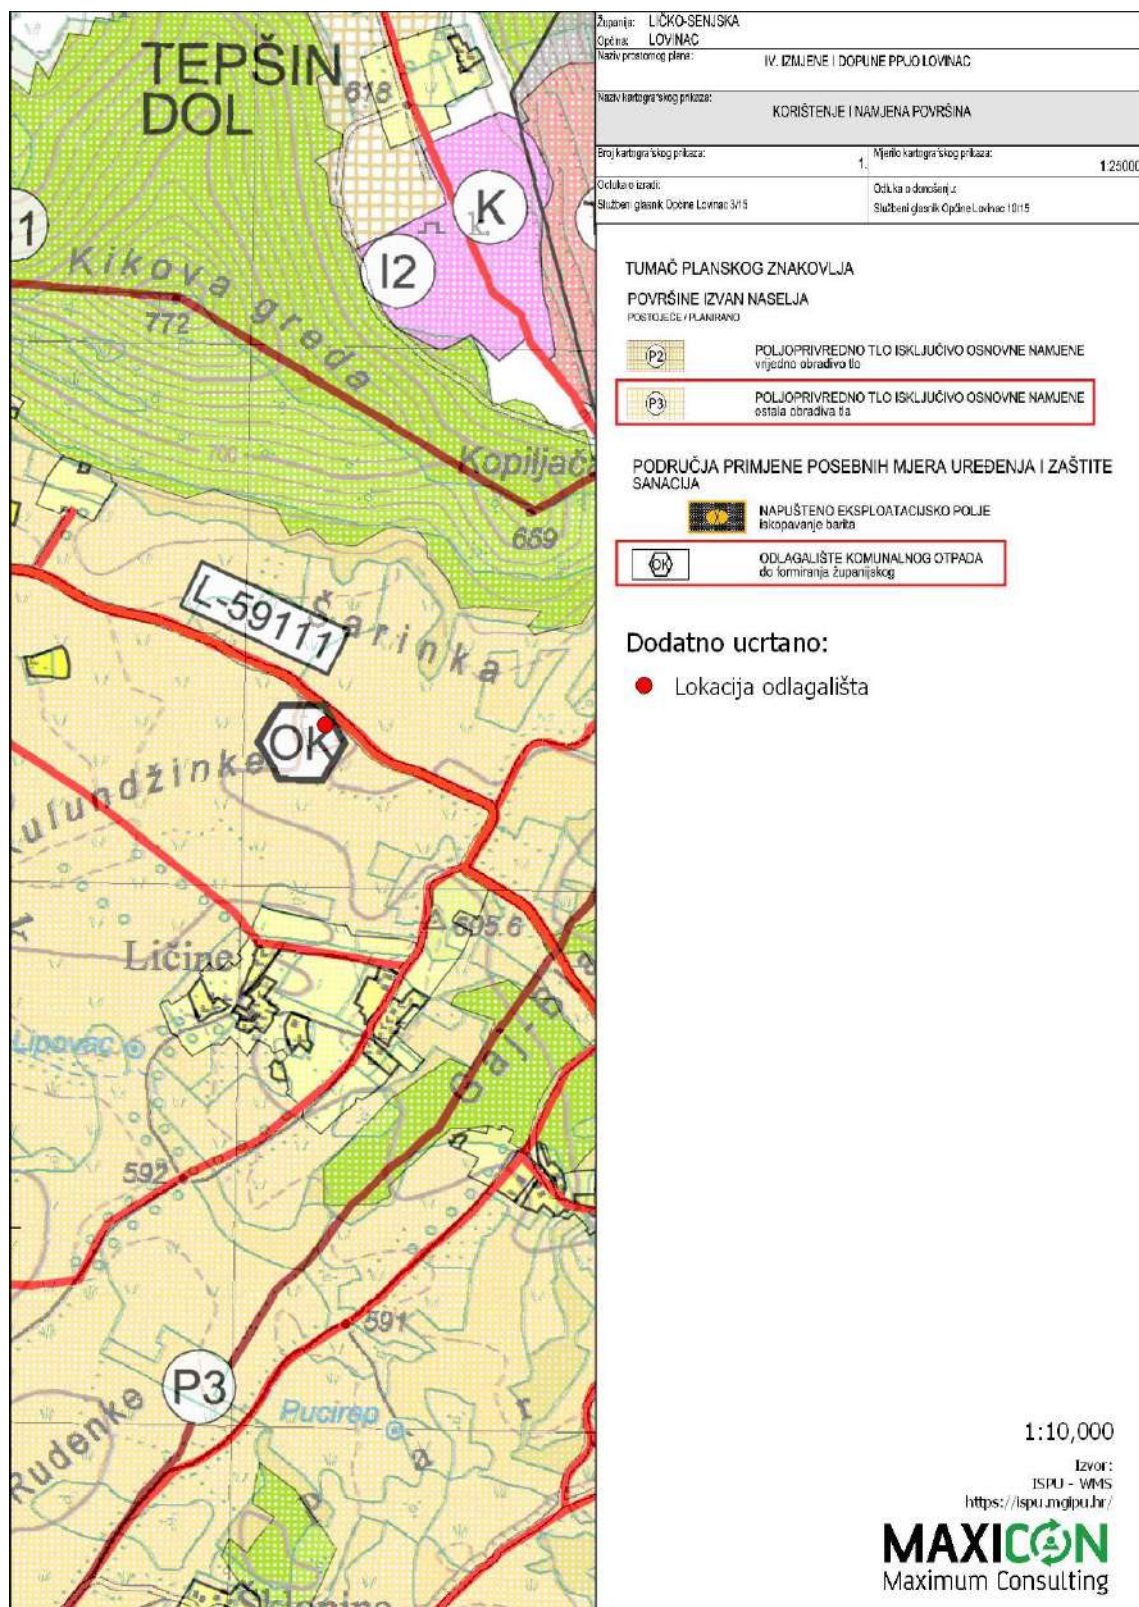 Županija: LIČKO-SENJSKA
Općina: LOVINAC
Naziv prostornog plana: IV. IZMJENE I DOPUNE PPUO LOVINAC
Naziv kartografskog prikaza:
KORIŠTENJE I NAMJENA POVRŠINA
Broj kartografskog prikaza: 1. Mjerilo kartografskog prikaza: 1:25000
Odluka o izradi: Odluka o donošenju:
Službeni glasnik Općine Lovinac 3/15 Službeni glasnik Općine Lovinac 10/15
TUMAČ PLANSKOG ZNAKOVLJA
POVRŠINE IZVAN NASELJA
POSTOJEĆE / PLANIRANO
P2 POLJOPRIVREDNO TLO ISKLJUČIVO OSNOVNE NAMJENE
vrijedno obradivo tlo
P3 POLJOPRIVREDNO TLO ISKLJUČIVO OSNOVNE NAMJENE
ostala obradiva tla
PODRUČJA PRIMJENE POSEBNIH MJERA UREĐENJA I ZAŠTITE
SANACIJA
NAPUŠTENO EKSPLOATACIJSKO POLJE
iskopavanje barita
OK ODLAGALIŠTE KOMUNALNOG OTPADA
do formiranja županijskog
Dodatno ucrtano:
Lokacija odlagališta
TEPŠIN
DOL
618
K
I2
1
Kikova greda
772
700
Kopiljač
659
L-59111
Šarinka
OK
Kulundžinke
605.6
Ličine
Lipovac
592
591
P3
Pucirep
Rudenke
Šklopine
1:10,000
Izvor:
ISPU - WMS
https://ispu.mgipu.hr/
MAXICON
Maximum Consulting